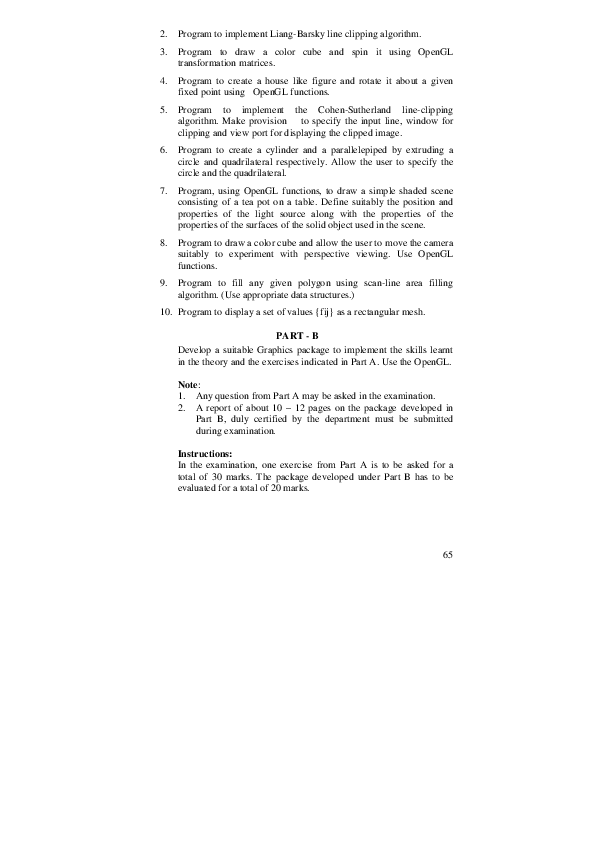 2. Program to implement Liang-Barsky line clipping algorithm.
3. Program to draw a color cube and spin it using OpenGL
transformation matrices.
4. Program to create a house like figure and rotate it about a given
fixed point using OpenGL functions.
5. Program to implement the Cohen-Sutherland line-clipping
algorithm. Make provision to specify the input line, window for
clipping and view port for displaying the clipped image.
6. Program to create a cylinder and a parallelepiped by extruding a
circle and quadrilateral respectively. Allow the user to specify the
circle and the quadrilateral.
7. Program, using OpenGL functions, to draw a simple shaded scene
consisting of a tea pot on a table. Define suitably the position and
properties of the light source along with the properties of the
properties of the surfaces of the solid object used in the scene.
8. Program to draw a color cube and allow the user to move the camera
suitably to experiment with perspective viewing. Use OpenGL
functions.
9. Program to fill any given polygon using scan-line area filling
algorithm. (Use appropriate data structures.)
10. Program to display a set of values {fij} as a rectangular mesh.
PART - B
Develop a suitable Graphics package to implement the skills learnt
in the theory and the exercises indicated in Part A. Use the OpenGL.
Note:
1. Any question from Part A may be asked in the examination.
2. A report of about 10 – 12 pages on the package developed in
Part B, duly certified by the department must be submitted
during examination.
Instructions:
In the examination, one exercise from Part A is to be asked for a
total of 30 marks. The package developed under Part B has to be
evaluated for a total of 20 marks.
65